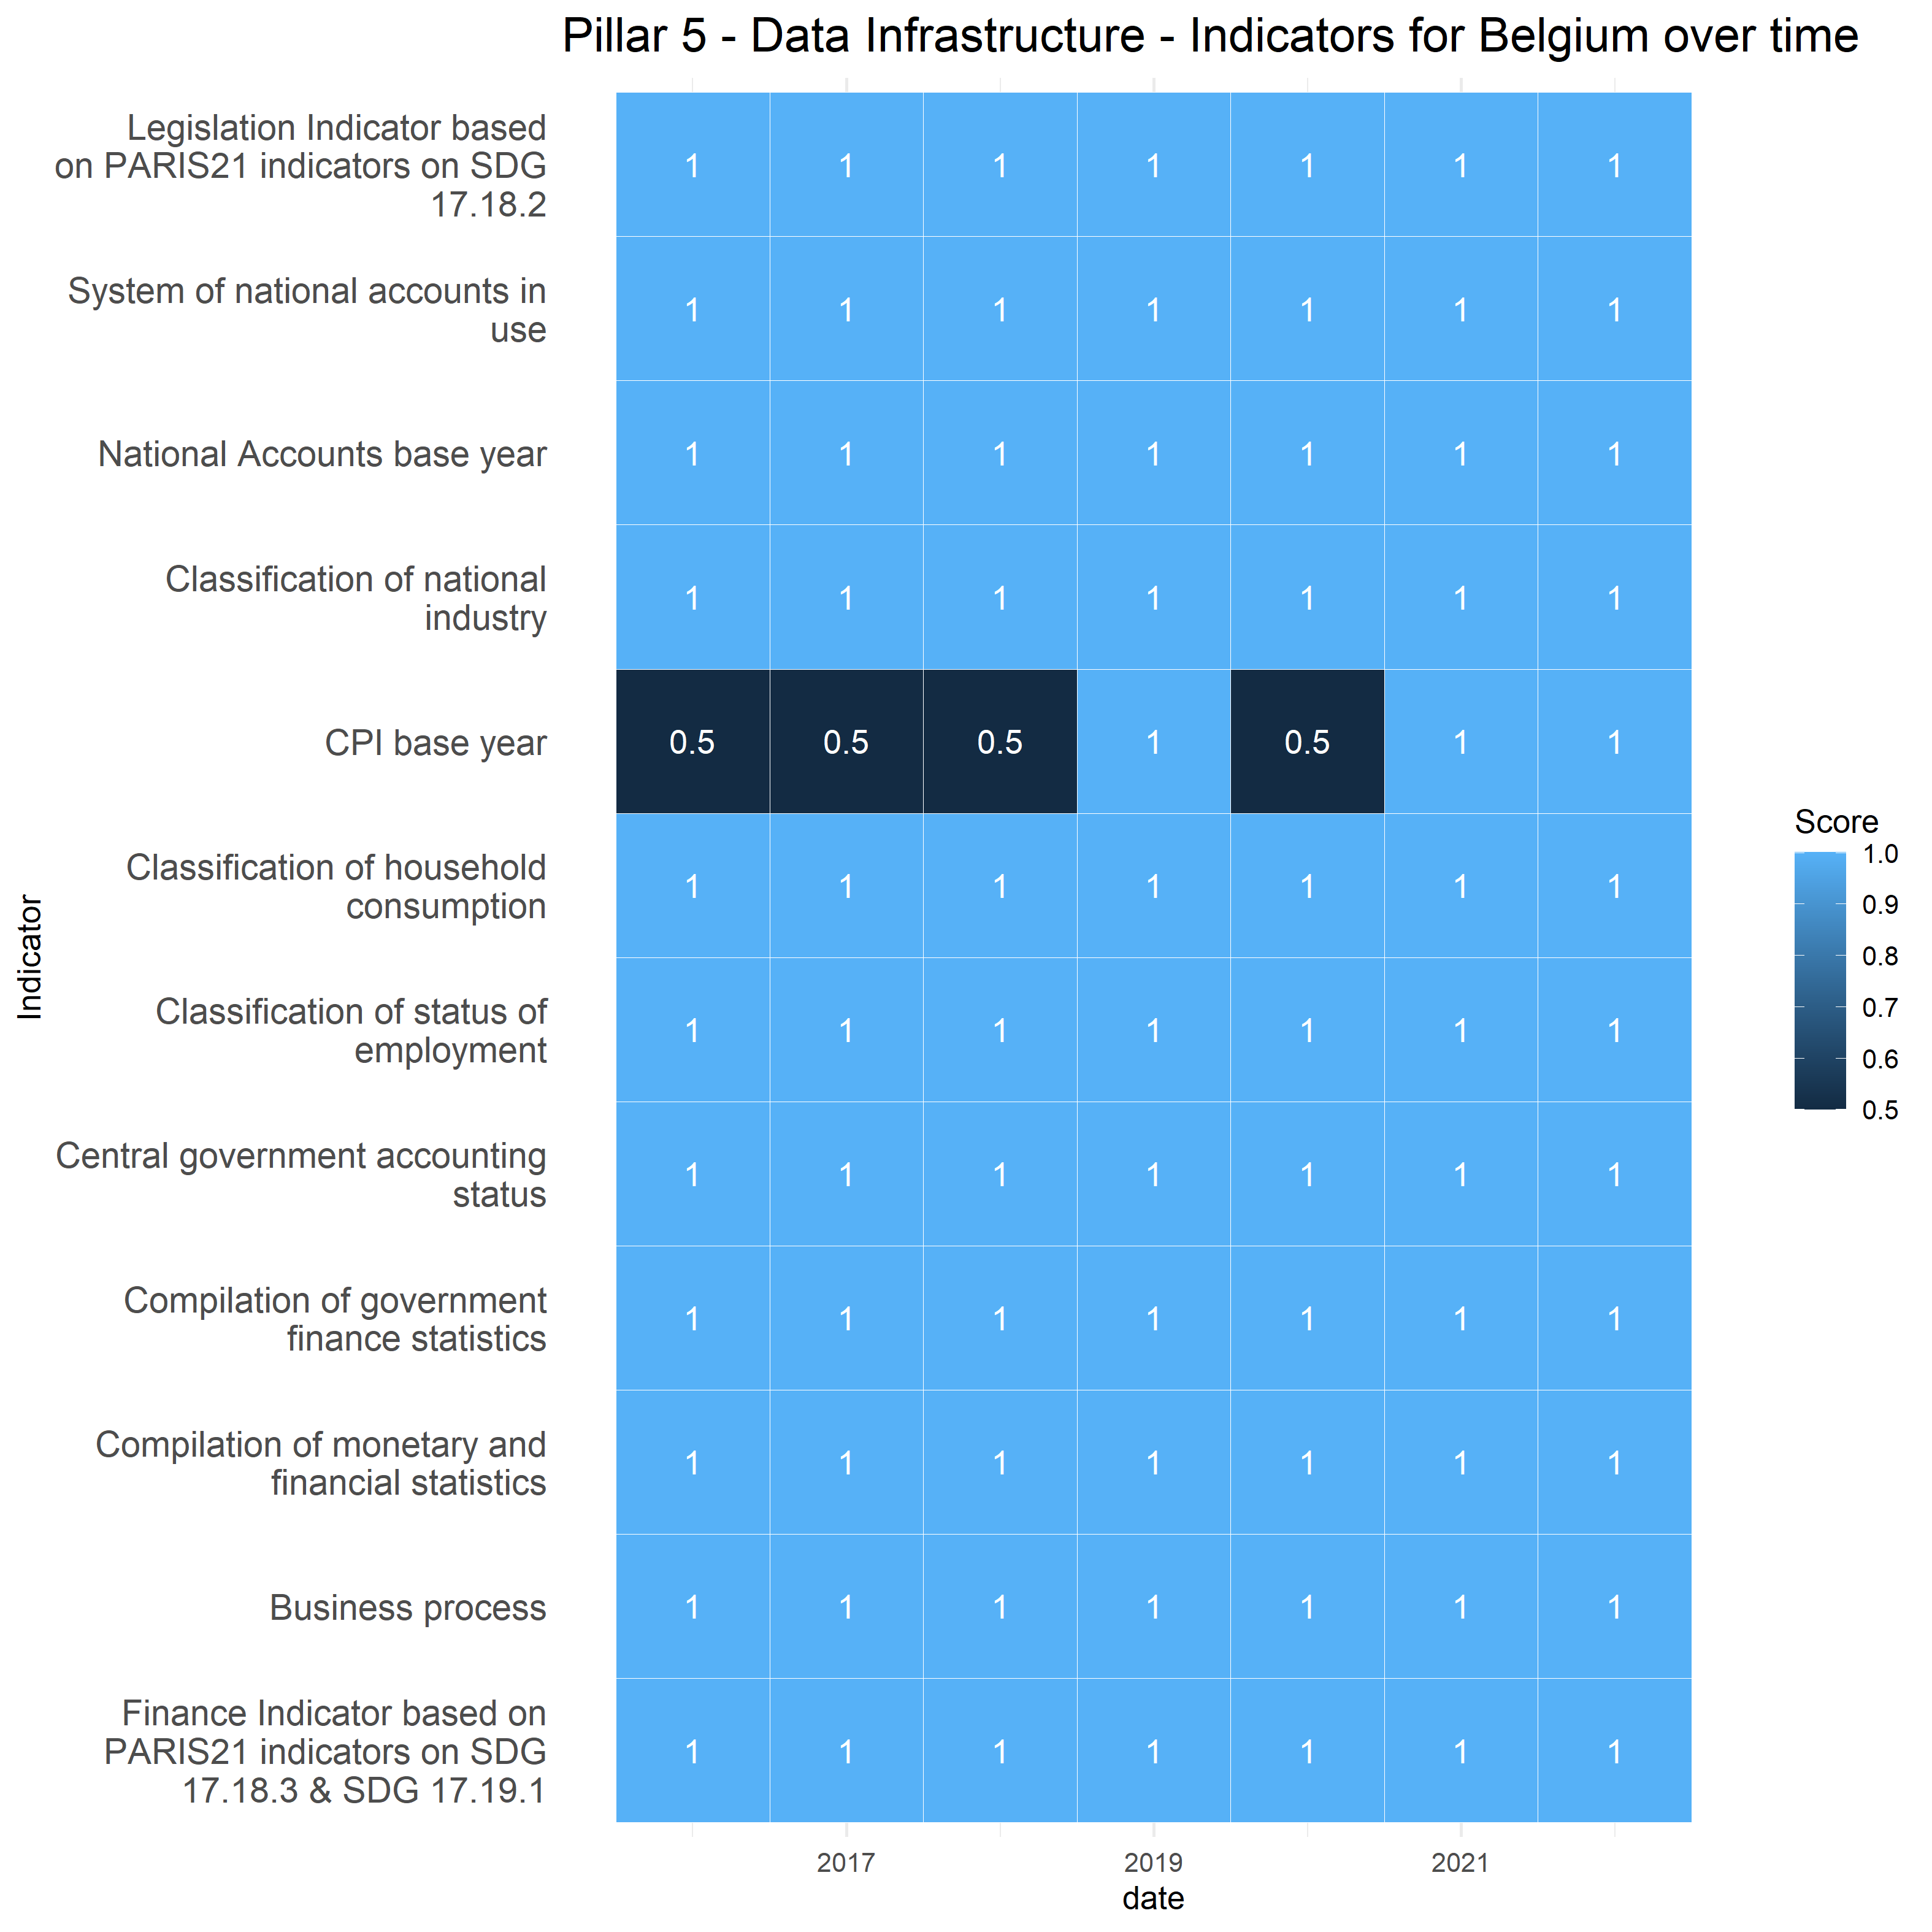 Pillar 5 - Data Infrastructure - Indicators for Belgium over time
Legislation Indicator based
on PARIS21 indicators on SDG
17.18.2
1 1 1 1 1 1 1
System of national accounts in
use
1 1 1 1 1 1 1
National Accounts base year
1 1 1 1 1 1 1
Classification of national
industry
1 1 1 1 1 1 1
CPI base year
0.5 0.5 0.5 1 0.5 1 1
Classification of household
consumption
1 1 1 1 1 1 1
Classification of status of
employment
1 1 1 1 1 1 1
Central government accounting
status
1 1 1 1 1 1 1
Compilation of government
finance statistics
1 1 1 1 1 1 1
Compilation of monetary and
financial statistics
1 1 1 1 1 1 1
Business process
1 1 1 1 1 1 1
Finance Indicator based on
PARIS21 indicators on SDG
17.18.3 & SDG 17.19.1
1 1 1 1 1 1 1
Indicator
2017 2019 2021
date
Score
1.0
0.9
0.8
0.7
0.6
0.5